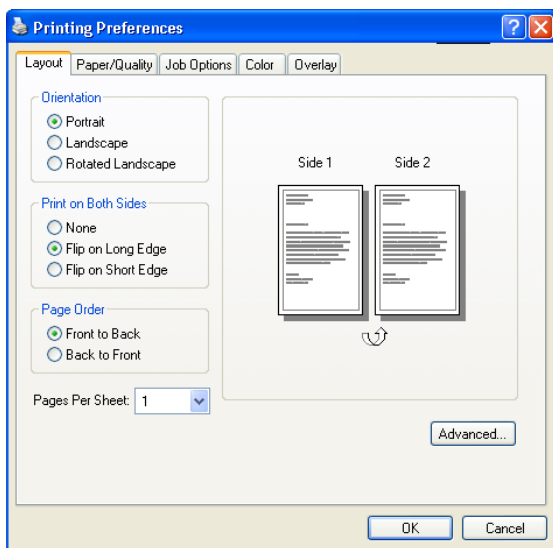 Printing Preferences
Layout Paper/Quality Job Options Color Overlay
Orientation
Portrait
Landscape
Rotated Landscape
Print on Both Sides
None
Flip on Long Edge
Flip on Short Edge
Page Order
Front to Back
Back to Front
Pages Per Sheet: 1
Side 1 Side 2
Advanced...
OK Cancel